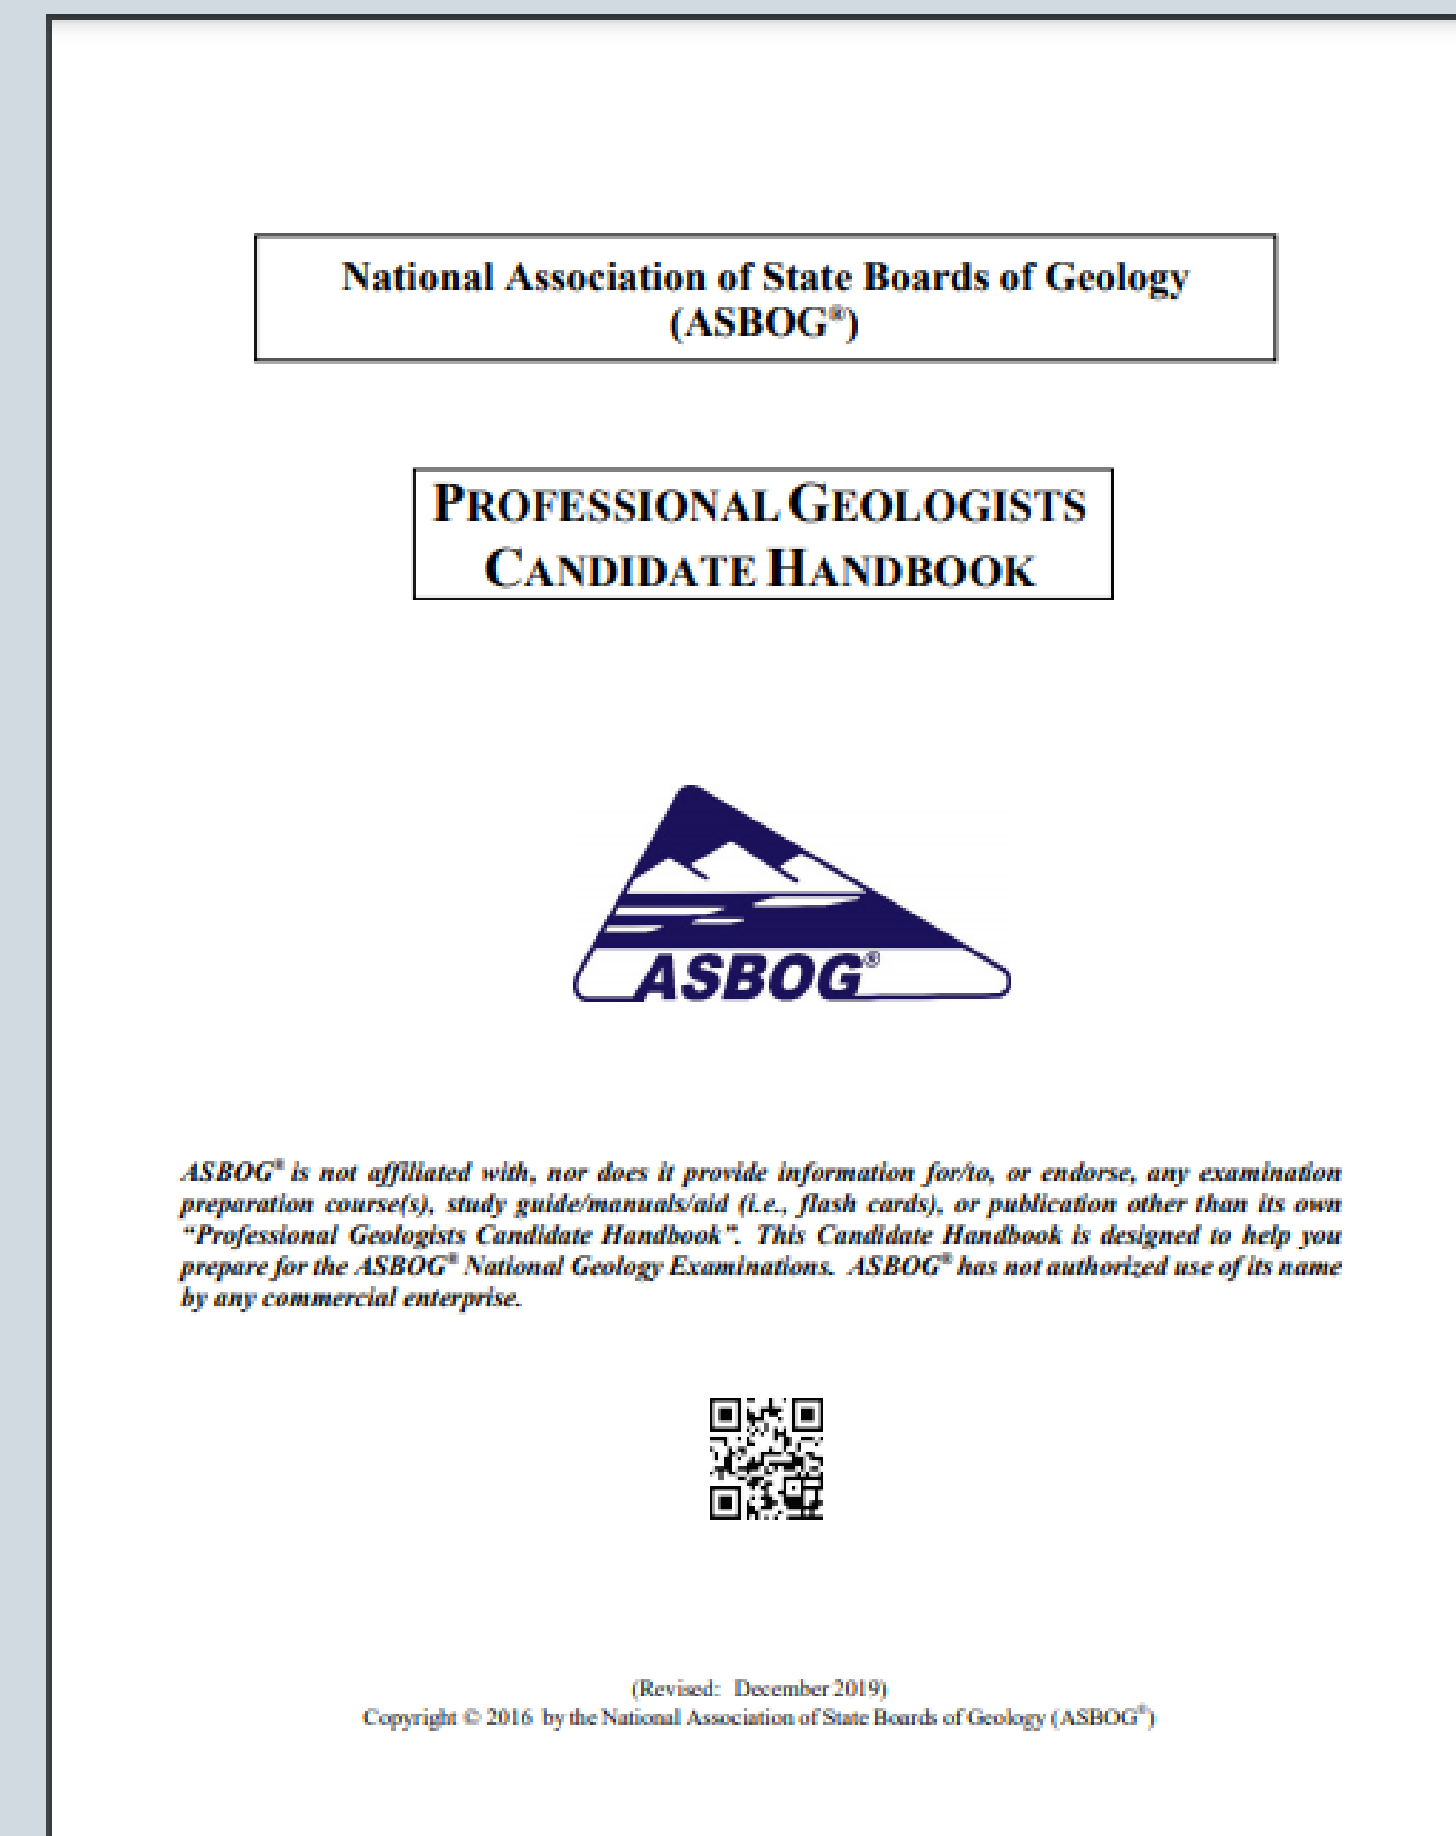 National Association of State Boards of Geology
(ASBOG®)
PROFESSIONAL GEOLOGISTS
CANDIDATE HANDBOOK
ASBOG®
ASBOG® is not affiliated with, nor does it provide information for/to, or endorse, any examination
preparation course(s), study guide/manuals/aid (i.e., flash cards), or publication other than its own
“Professional Geologists Candidate Handbook”. This Candidate Handbook is designed to help you
prepare for the ASBOG® National Geology Examinations. ASBOG® has not authorized use of its name
by any commercial enterprise.
(Revised: December 2019)
Copyright © 2016 by the National Association of State Boards of Geology (ASBOG®)